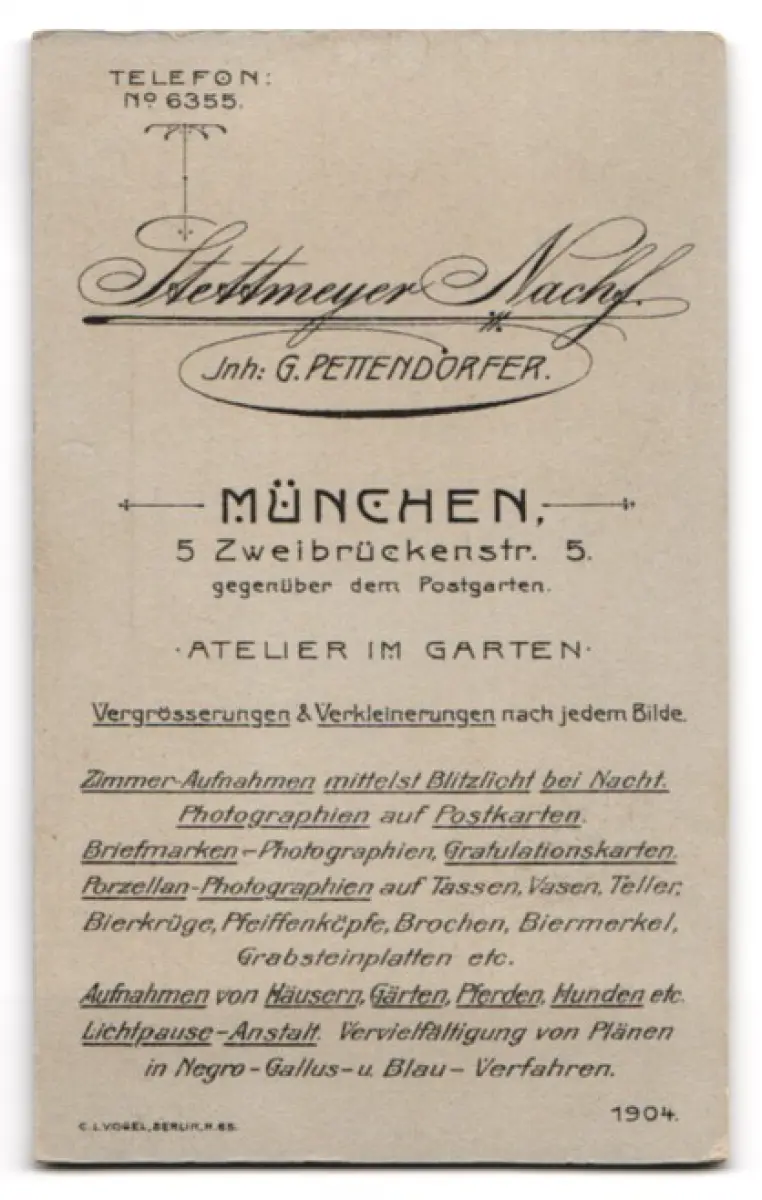 TELEFON:
No 6355.
Stettmeyer Nachf.
Jnh: G. PETTENDORFER.
MÜNCHEN,
5 Zweibrückenstr. 5.
gegenüber dem Postgarten.
·ATELIER IM GARTEN·
Vergrösserungen & Verkleinerungen nach jedem Bilde.
Zimmer-Aufnahmen mittelst Blitzlicht bei Nacht.
Photographien auf Postkarten.
Briefmarken-Photographien, Gratulationskarten.
Porzellan-Photographien auf Tassen, Vasen, Teller,
Bierkrüge, Pfeiffenköpfe, Brochen, Biermerkel,
Grabsteinplatten etc.
Aufnahmen von Häusern, Gärten, Pferden, Hunden etc.
Lichtpause-Anstalt. Vervielfältigung von Plänen
in Negro-Gallus- u. Blau-Verfahren.
1904.
C. L. VOGEL, BERLIN, N. 65.